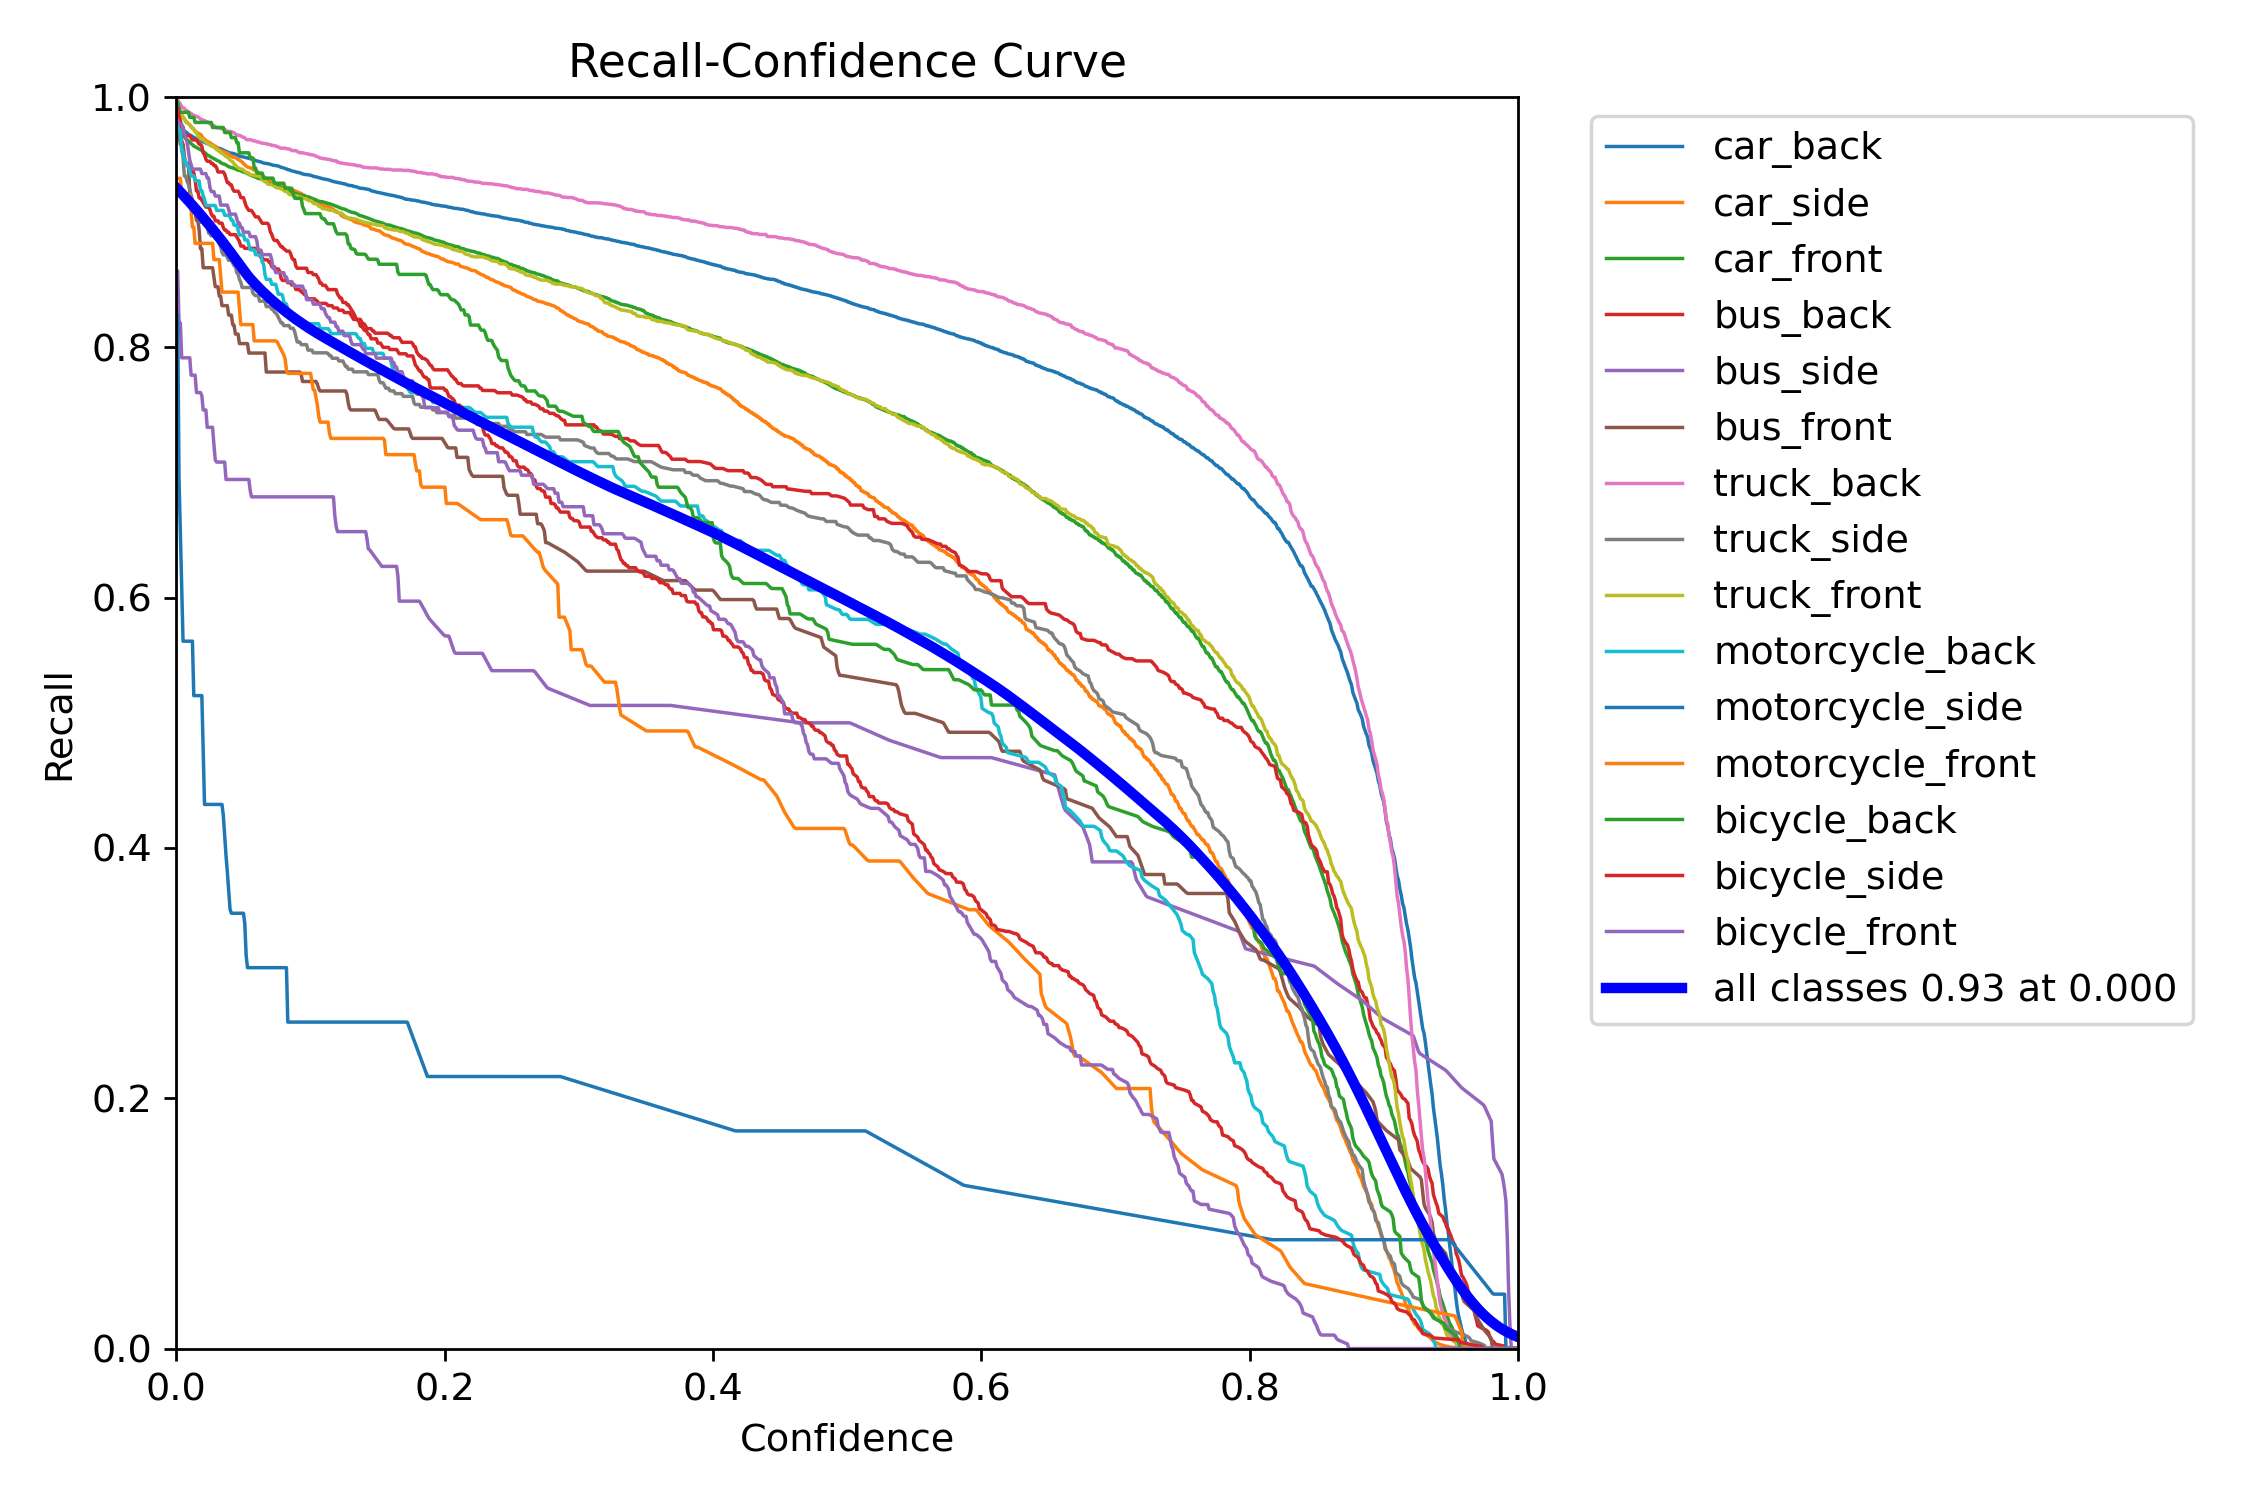 Recall-Confidence Curve
1.0
0.8
0.6
0.4
0.2
0.0
Recall
0.0 0.2 0.4 0.6 0.8 1.0
Confidence
car_back
car_side
car_front
bus_back
bus_side
bus_front
truck_back
truck_side
truck_front
motorcycle_back
motorcycle_side
motorcycle_front
bicycle_back
bicycle_side
bicycle_front
all classes 0.93 at 0.000